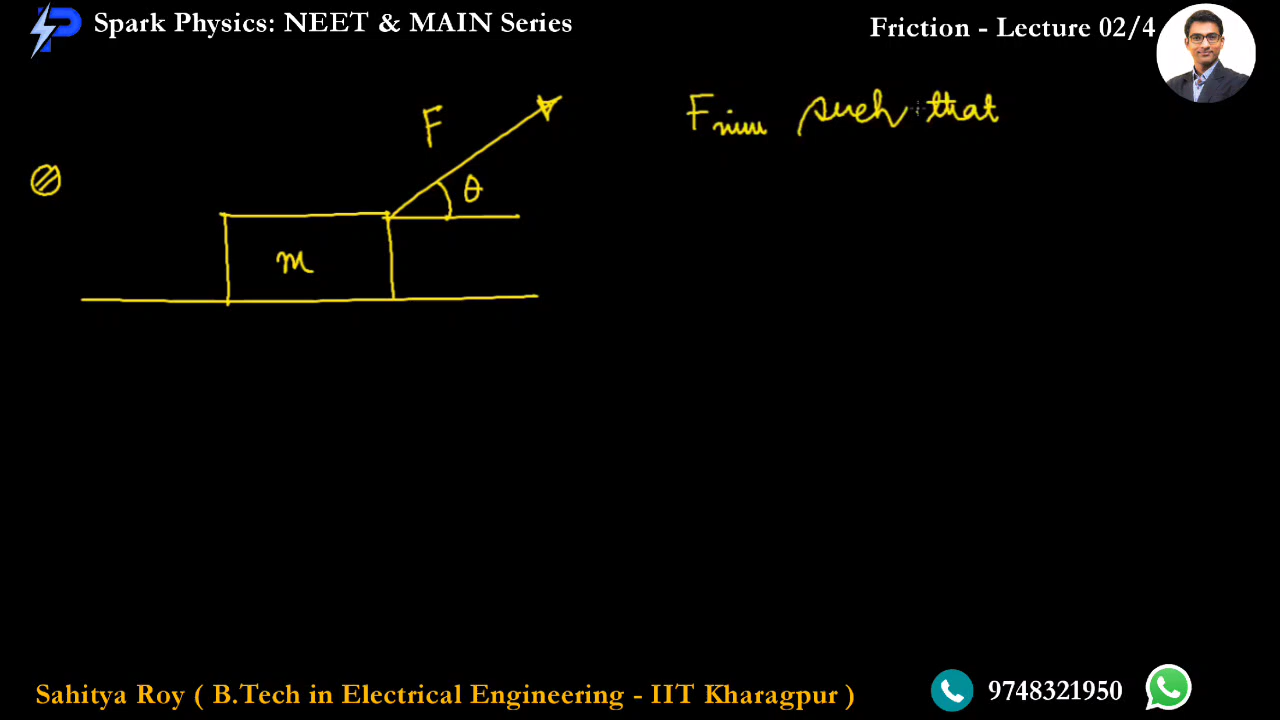 Spark Physics: NEET & MAIN Series
Friction - Lecture 02/4
F
Fmin such that
θ
m
Sahitya Roy ( B.Tech in Electrical Engineering - IIT Kharagpur )
9748321950